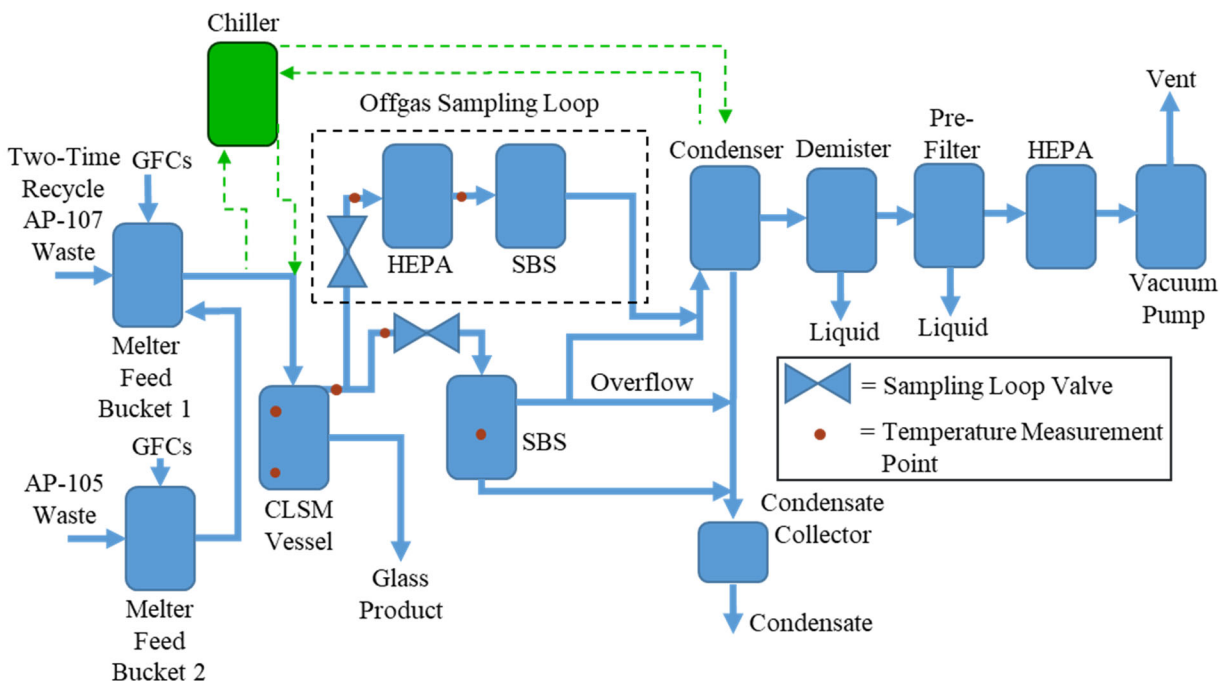 Chiller
Offgas Sampling Loop
Two-Time
Recycle
AP-107
Waste
GFCs
HEPA
SBS
Melter
Feed
Bucket 1
GFCs
AP-105
Waste
Melter
Feed
Bucket 2
CLSM
Vessel
Glass
Product
SBS
Overflow
Condenser
Demister
Liquid
Pre-
Filter
Liquid
HEPA
Vent
Vacuum
Pump
= Sampling Loop Valve
= Temperature Measurement
Point
Condensate
Collector
Condensate